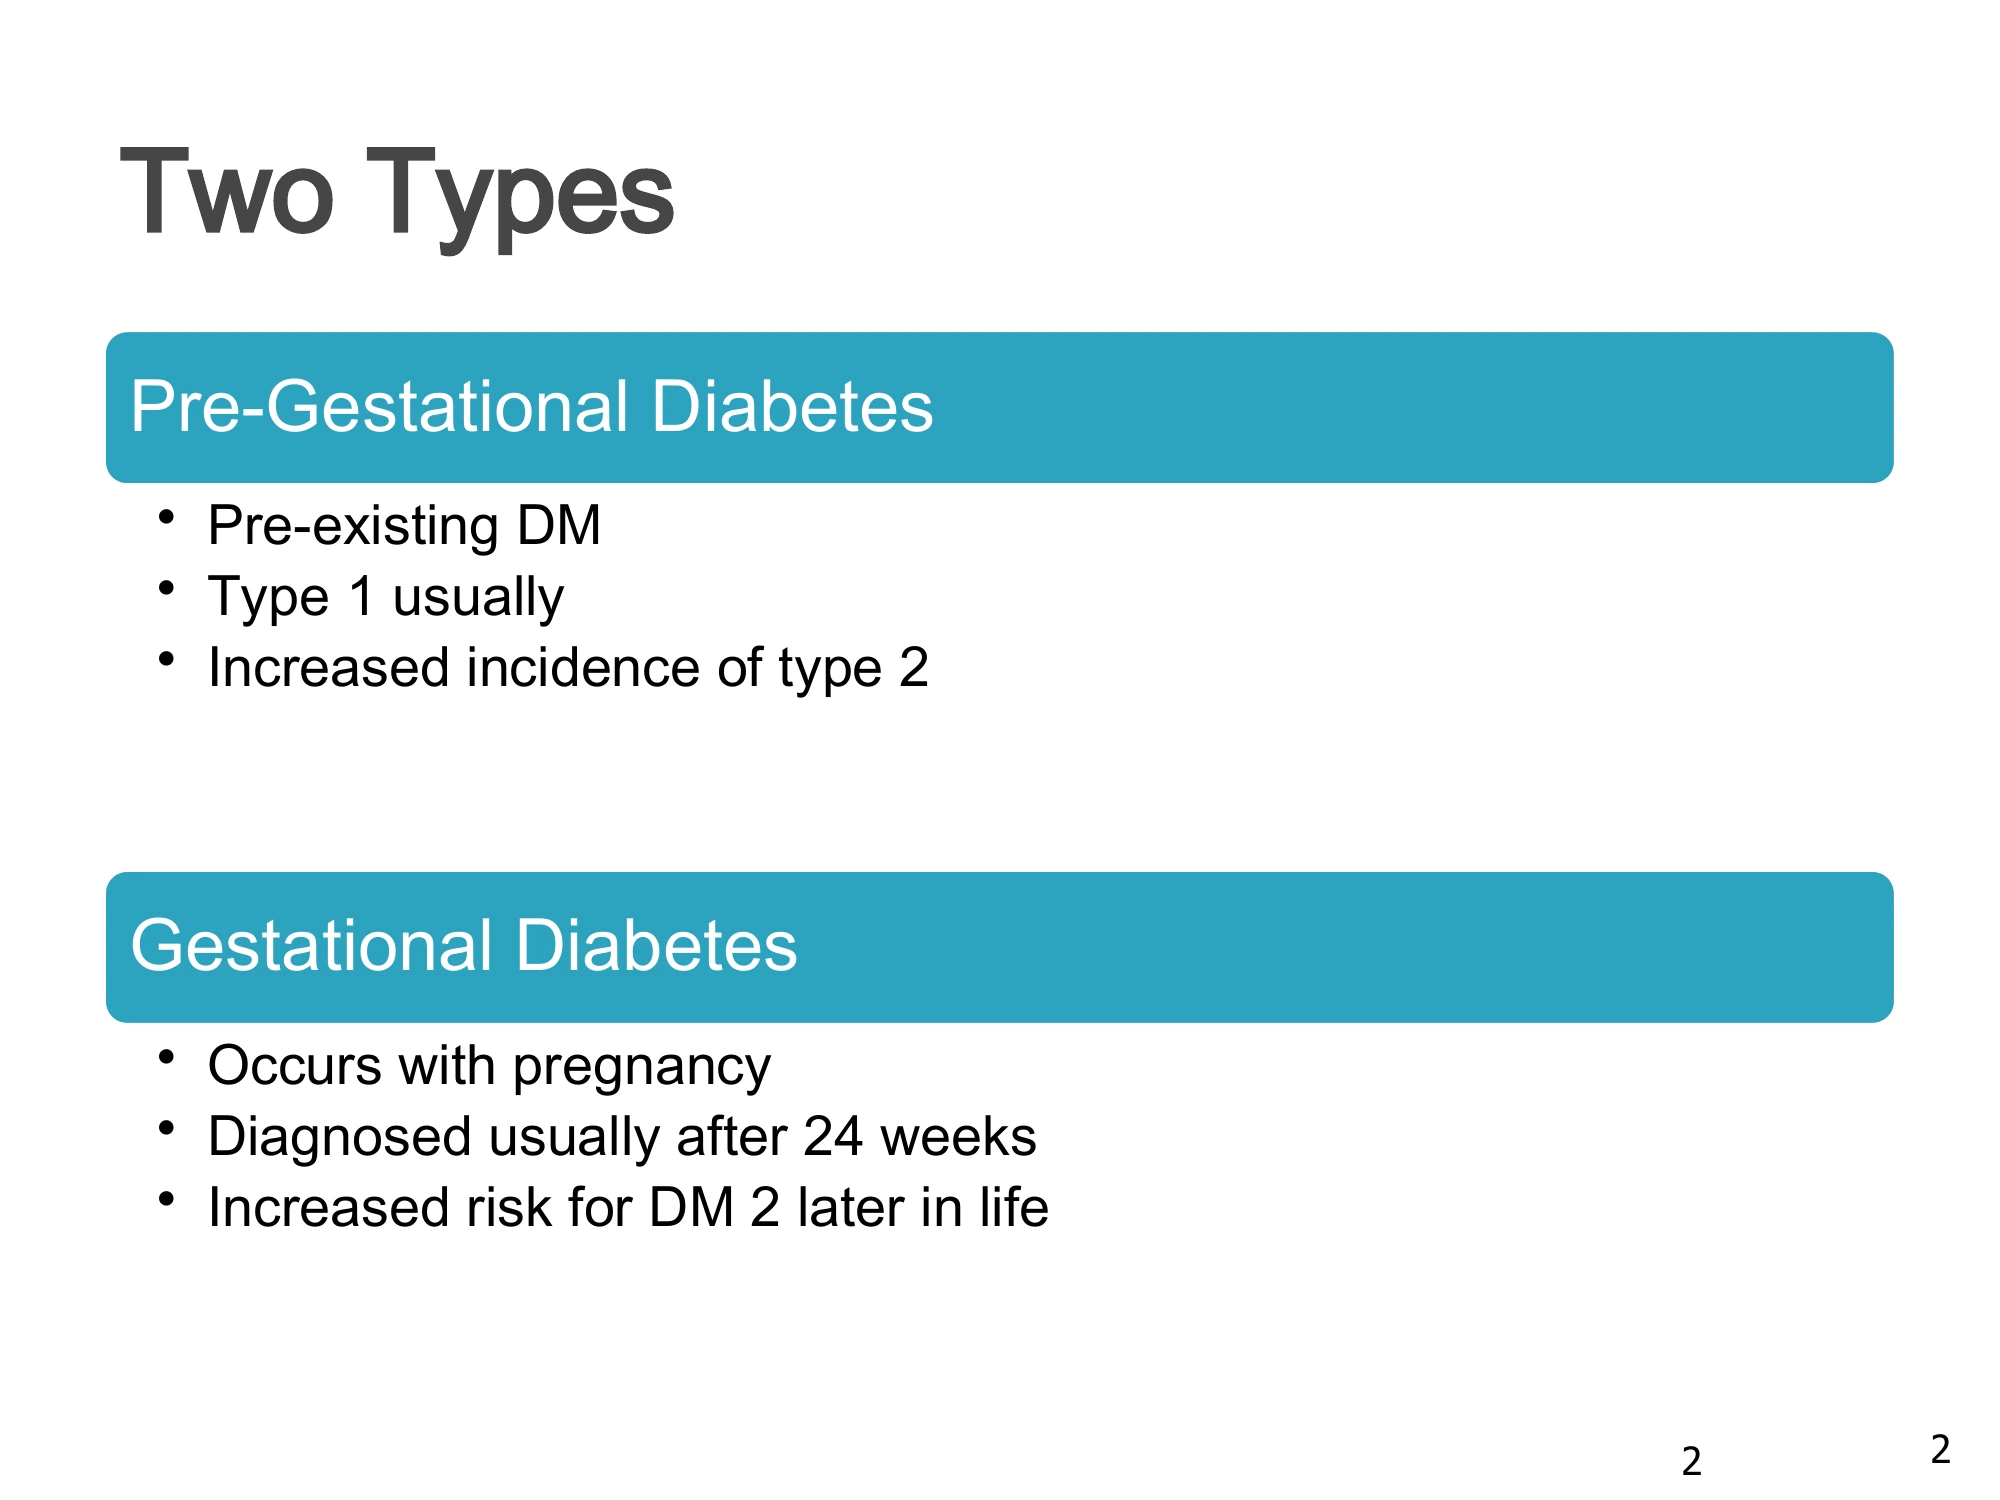 Two Types
Pre-Gestational Diabetes
• Pre-existing DM
• Type 1 usually
• Increased incidence of type 2
Gestational Diabetes
• Occurs with pregnancy
• Diagnosed usually after 24 weeks
• Increased risk for DM 2 later in life
2
2